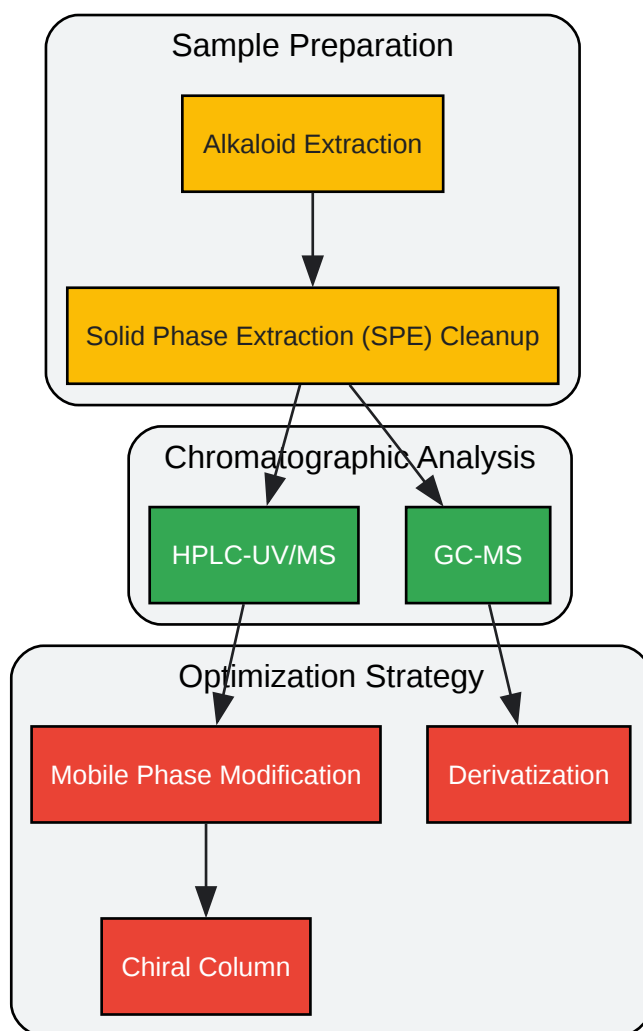 Sample Preparation
Alkaloid Extraction
Solid Phase Extraction (SPE) Cleanup
Chromatographic Analysis
HPLC-UV/MS
GC-MS
Optimization Strategy
Mobile Phase Modification
Derivatization
Chiral Column